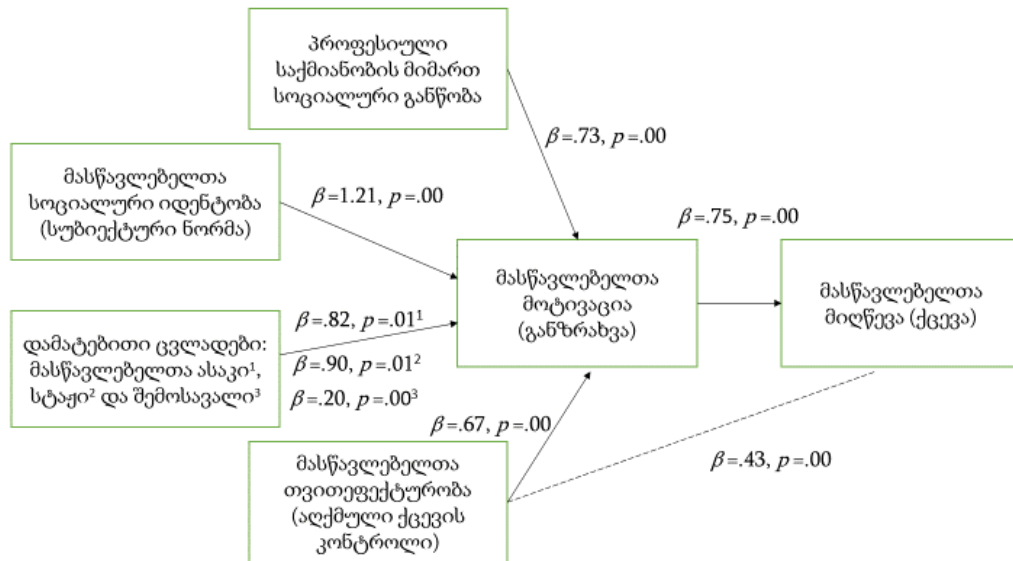 პროფესიული
საქმიანობის მიმართ
სოციალური განწობა
β=.73, p=.00
მასწავლებელთა
სოციალური იდენტობა
(სუბიექტური ნორმა)
β=1.21, p=.00
β=.75, p=.00
მასწავლებელთა
მოტივაცია
(განზრახვა)
მასწავლებელთა
მიღწევა (ქცევა)
დამატებითი ცვლადები:
მასწავლებელთა ასაკი¹,
სტაჟი² და შემოსავალი³
β=.82, p=.01¹
β=.90, p=.01²
β=.20, p=.00³
β=.67, p=.00
მასწავლებელთა
თვითეფექტურობა
(აღქმული ქცევის
კონტროლი)
β=.43, p=.00